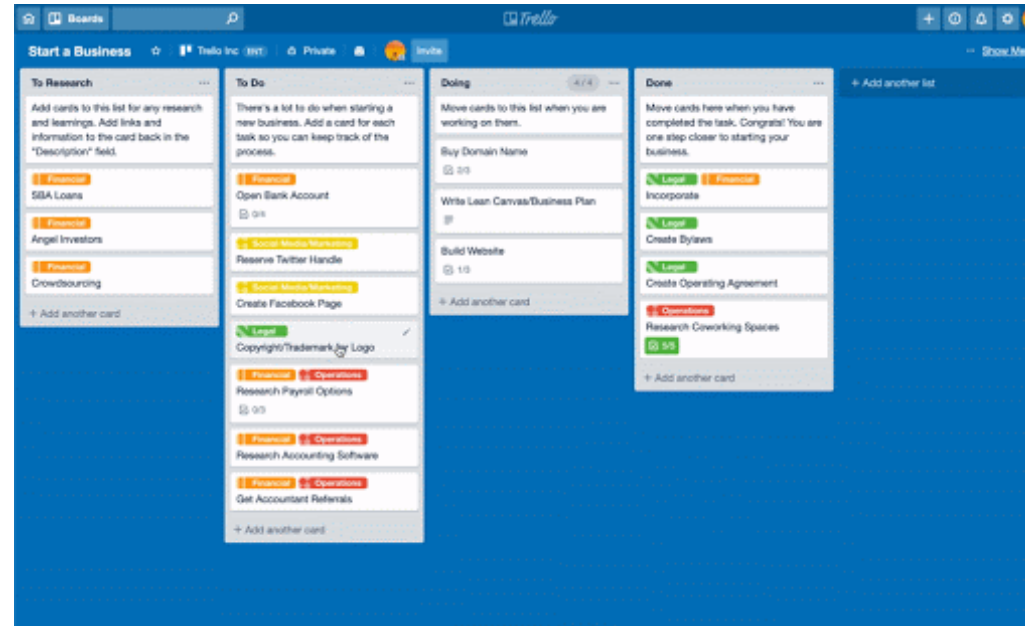 Boards
Trello
Start a Business
Trello Inc
ENT
Private
Invite
Show Me
To Research
Add cards to this list for any research
and learnings. Add links and
information to the card back in the
"Description" field.
Financial
SBA Loans
Financial
Angel Investors
Financial
Crowdsourcing
+ Add another card
To Do
There's a lot to do when starting a
new business. Add a card for each
task so you can keep track of the
process.
Financial
Open Bank Account
0/4
Social Media/Marketing
Reserve Twitter Handle
Social Media/Marketing
Create Facebook Page
Legal
Copyright/Trademark Logo
Financial Operations
Research Payroll Options
0/3
Financial Operations
Research Accounting Software
Financial Operations
Get Accountant Referrals
+ Add another card
Doing 4/4
Move cards to this list when you are
working on them.
Buy Domain Name
2/3
Write Lean Canvas/Business Plan
Build Website
1/3
+ Add another card
Done
Move cards here when you have
completed the task. Congrats! You are
one step closer to starting your
business.
Legal Financial
Incorporate
Legal
Create Bylaws
Legal
Create Operating Agreement
Operations
Research Coworking Spaces
5/5
+ Add another card
+ Add another list